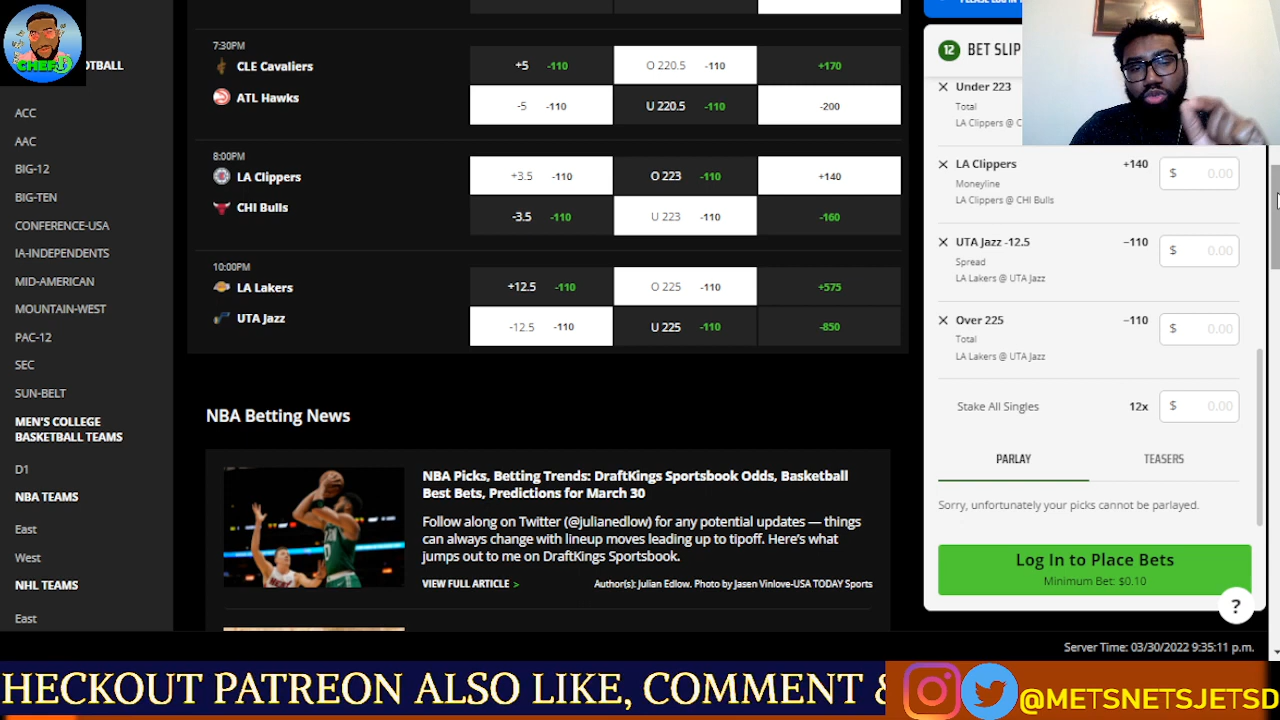 CHEF
OTBALL
ACC
AAC
BIG-12
BIG-TEN
CONFERENCE-USA
IA-INDEPENDENTS
MID-AMERICAN
MOUNTAIN-WEST
PAC-12
SEC
SUN-BELT
MEN'S COLLEGE
BASKETBALL TEAMS
D1
NBA TEAMS
East
West
NHL TEAMS
East
7:30PM
CLE Cavaliers +5 -110 O 220.5 -110 +170
ATL Hawks -5 -110 U 220.5 -110 -200
8:00PM
LA Clippers +3.5 -110 O 223 -110 +140
CHI Bulls -3.5 -110 U 223 -110 -160
10:00PM
LA Lakers +12.5 -110 O 225 -110 +575
UTA Jazz -12.5 -110 U 225 -110 -850
NBA Betting News
NBA Picks, Betting Trends: DraftKings Sportsbook Odds, Basketball
Best Bets, Predictions for March 30
Follow along on Twitter (@julianedlow) for any potential updates — things
can always change with lineup moves leading up to tipoff. Here's what
jumps out to me on DraftKings Sportsbook.
VIEW FULL ARTICLE > Author(s): Julian Edlow. Photo by Jasen Vinlove-USA TODAY Sports
12 BET SLIP
× Under 223
Total
LA Clippers @ C
× LA Clippers +140 $ 0.00
Moneyline
LA Clippers @ CHI Bulls
× UTA Jazz -12.5 −110 $ 0.00
Spread
LA Lakers @ UTA Jazz
× Over 225 −110 $ 0.00
Total
LA Lakers @ UTA Jazz
Stake All Singles 12x $ 0.00
PARLAY TEASERS
Sorry, unfortunately your picks cannot be parlayed.
Log In to Place Bets
Minimum Bet: $0.10
?
Server Time: 03/30/2022 9:35:11 p.m.
HECKOUT PATREON ALSO LIKE, COMMENT &
@METSNETSJETSD